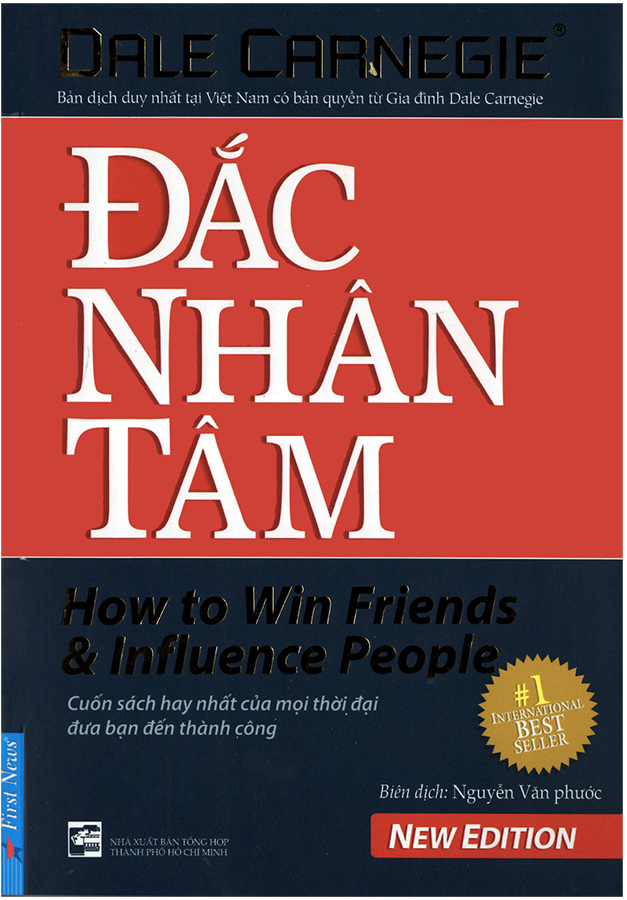 DALE CARNEGIE®
Bản dịch duy nhất tại Việt Nam có bản quyền từ Gia đình Dale Carnegie
ĐẮC
NHÂN
TÂM
How to Win Friends
& Influence People
Cuốn sách hay nhất của mọi thời đại
đưa bạn đến thành công
#1
INTERNATIONAL
BEST
SELLER
Biên dịch: Nguyễn Văn phước
NEW EDITION
First News®
NHÀ XUẤT BẢN TỔNG HỢP
THÀNH PHỐ HỒ CHÍ MINH